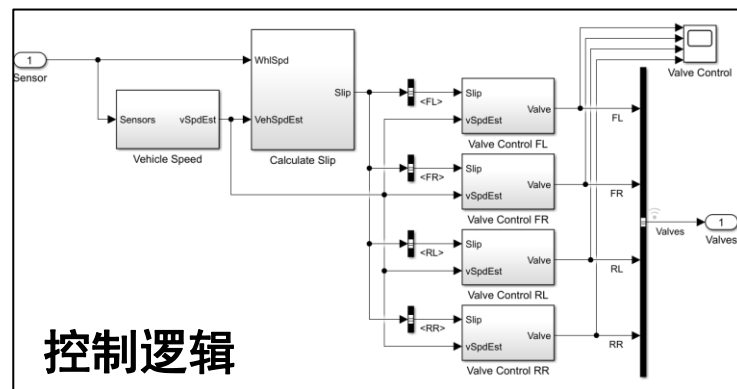 1
Sensor
Sensors vSpdEst
Vehicle Speed
WhlSpd
VehSpdEst
Slip
Calculate Slip
<FL>
Slip Valve
vSpdEst
Valve Control FL
<FR>
Slip Valve
vSpdEst
Valve Control FR
<RL>
Slip Valve
vSpdEst
Valve Control RL
<RR>
Slip Valve
vSpdEst
Valve Control RR
Valve Control
FL
FR
RL
RR
Valves
1
Valves
控制逻辑